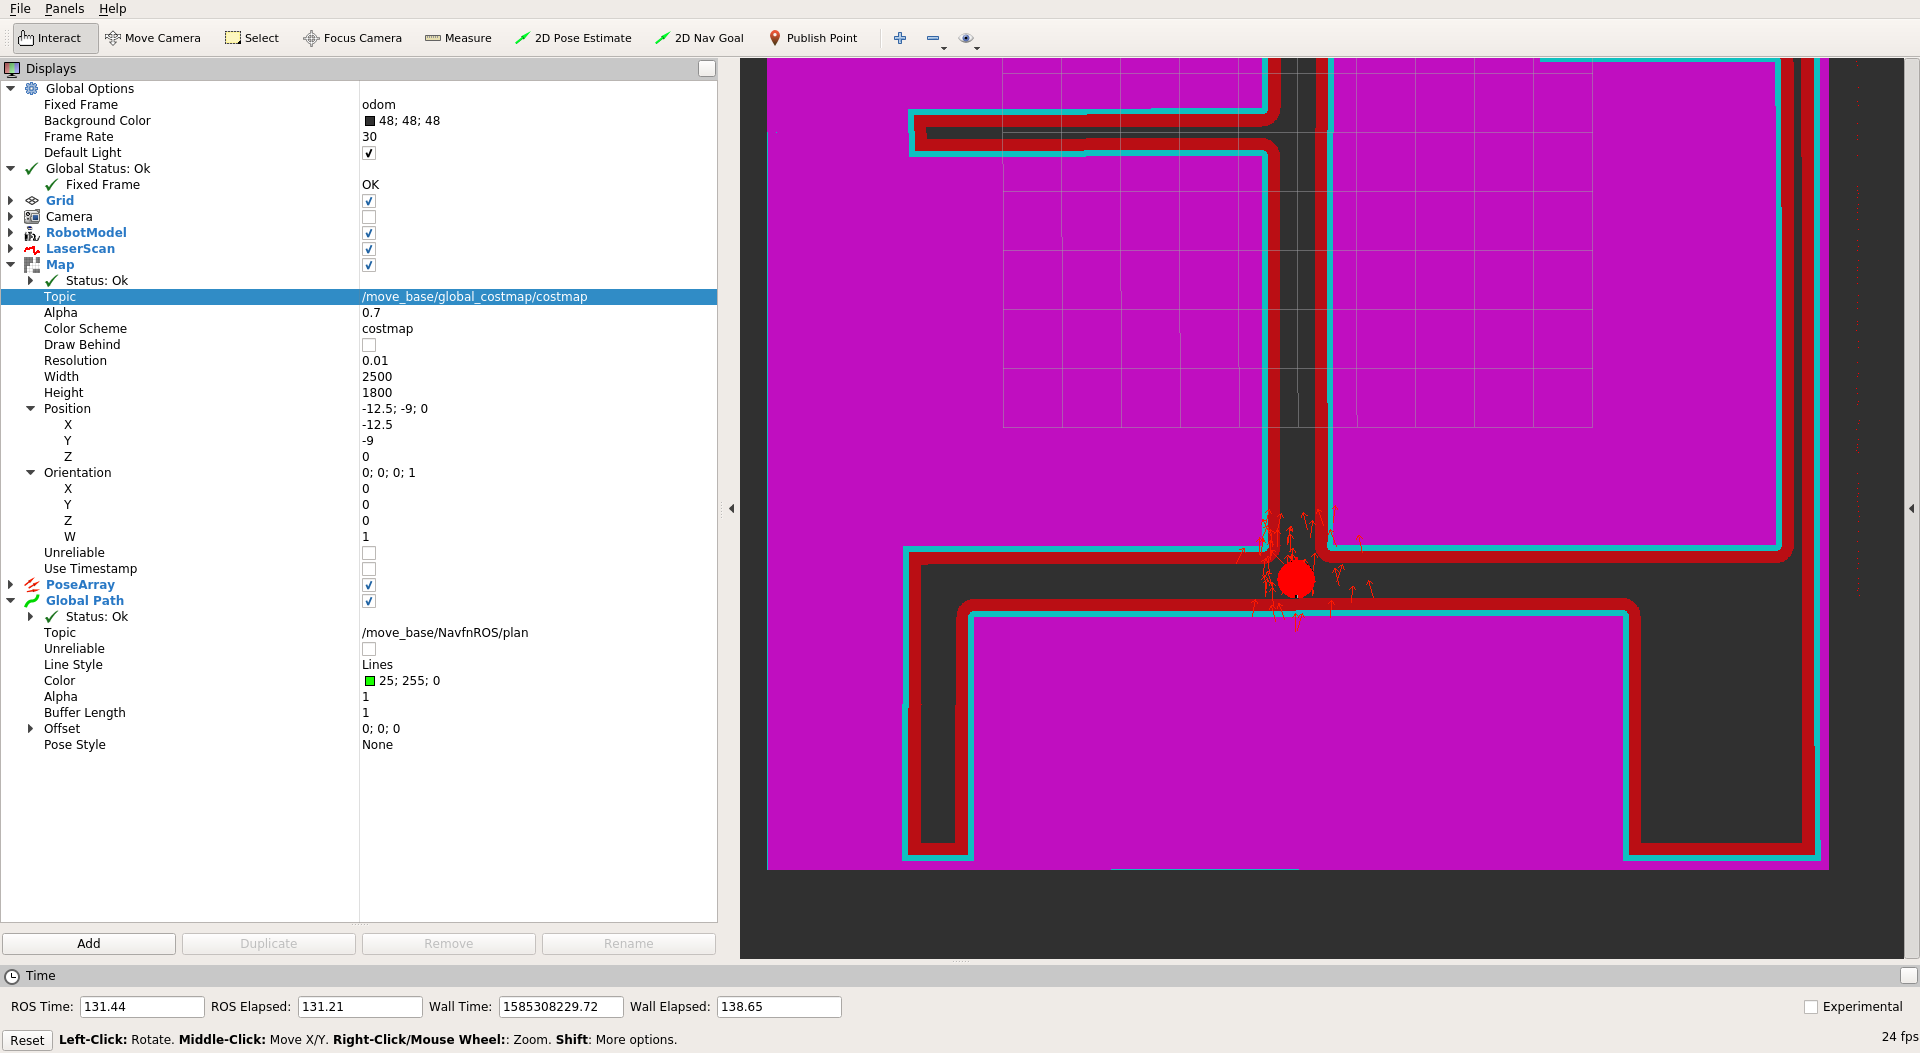 File Panels Help
Interact Move Camera Select Focus Camera Measure 2D Pose Estimate 2D Nav Goal Publish Point
Displays
Global Options
Fixed Frame odom
Background Color 48; 48; 48
Frame Rate 30
Default Light
Global Status: Ok
Fixed Frame OK
Grid
Camera
RobotModel
LaserScan
Map
Status: Ok
Topic /move_base/global_costmap/costmap
Alpha 0.7
Color Scheme costmap
Draw Behind
Resolution 0.01
Width 2500
Height 1800
Position -12.5; -9; 0
X -12.5
Y -9
Z 0
Orientation 0; 0; 0; 1
X 0
Y 0
Z 0
W 1
Unreliable
Use Timestamp
PoseArray
Global Path
Status: Ok
Topic /move_base/NavfnROS/plan
Unreliable
Line Style Lines
Color 25; 255; 0
Alpha 1
Buffer Length 1
Offset 0; 0; 0
Pose Style None
Add Duplicate Remove Rename
Time
ROS Time: 131.44 ROS Elapsed: 131.21 Wall Time: 1585308229.72 Wall Elapsed: 138.65 Experimental
Reset Left-Click: Rotate. Middle-Click: Move X/Y. Right-Click/Mouse Wheel:: Zoom. Shift: More options. 24 fps